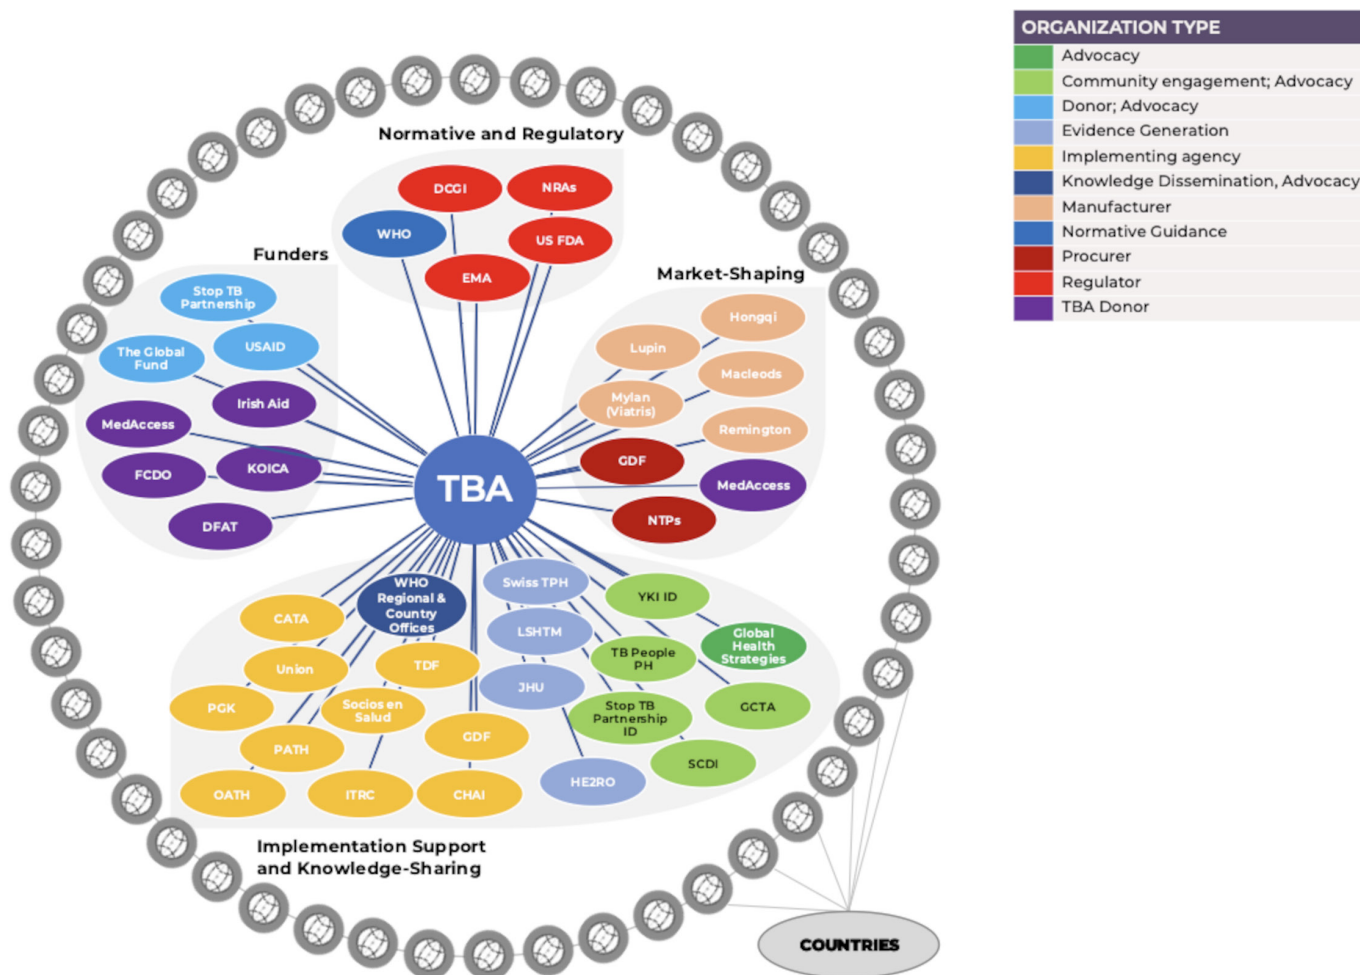 ORGANIZATION TYPE
Advocacy
Community engagement; Advocacy
Donor; Advocacy
Evidence Generation
Implementing agency
Knowledge Dissemination, Advocacy
Manufacturer
Normative Guidance
Procurer
Regulator
TBA Donor
Normative and Regulatory
DCGI
NRAs
WHO
US FDA
EMA
Funders
Stop TB
Partnership
The Global
Fund
USAID
Irish Aid
MedAccess
FCDO
KOICA
DFAT
Market-Shaping
Hongqi
Lupin
Macleods
Mylan
(Viatris)
Remington
GDF
MedAccess
NTPs
TBA
WHO
Regional &
Country
Offices
CATA
Union
TDF
PGK
Socios en
Salud
PATH
GDF
OATH
ITRC
CHAI
Swiss TPH
LSHTM
JHU
HE2RO
YKI ID
Global
Health
Strategies
TB People
PH
Stop TB
Partnership
ID
GCTA
SCDI
Implementation Support
and Knowledge-Sharing
COUNTRIES